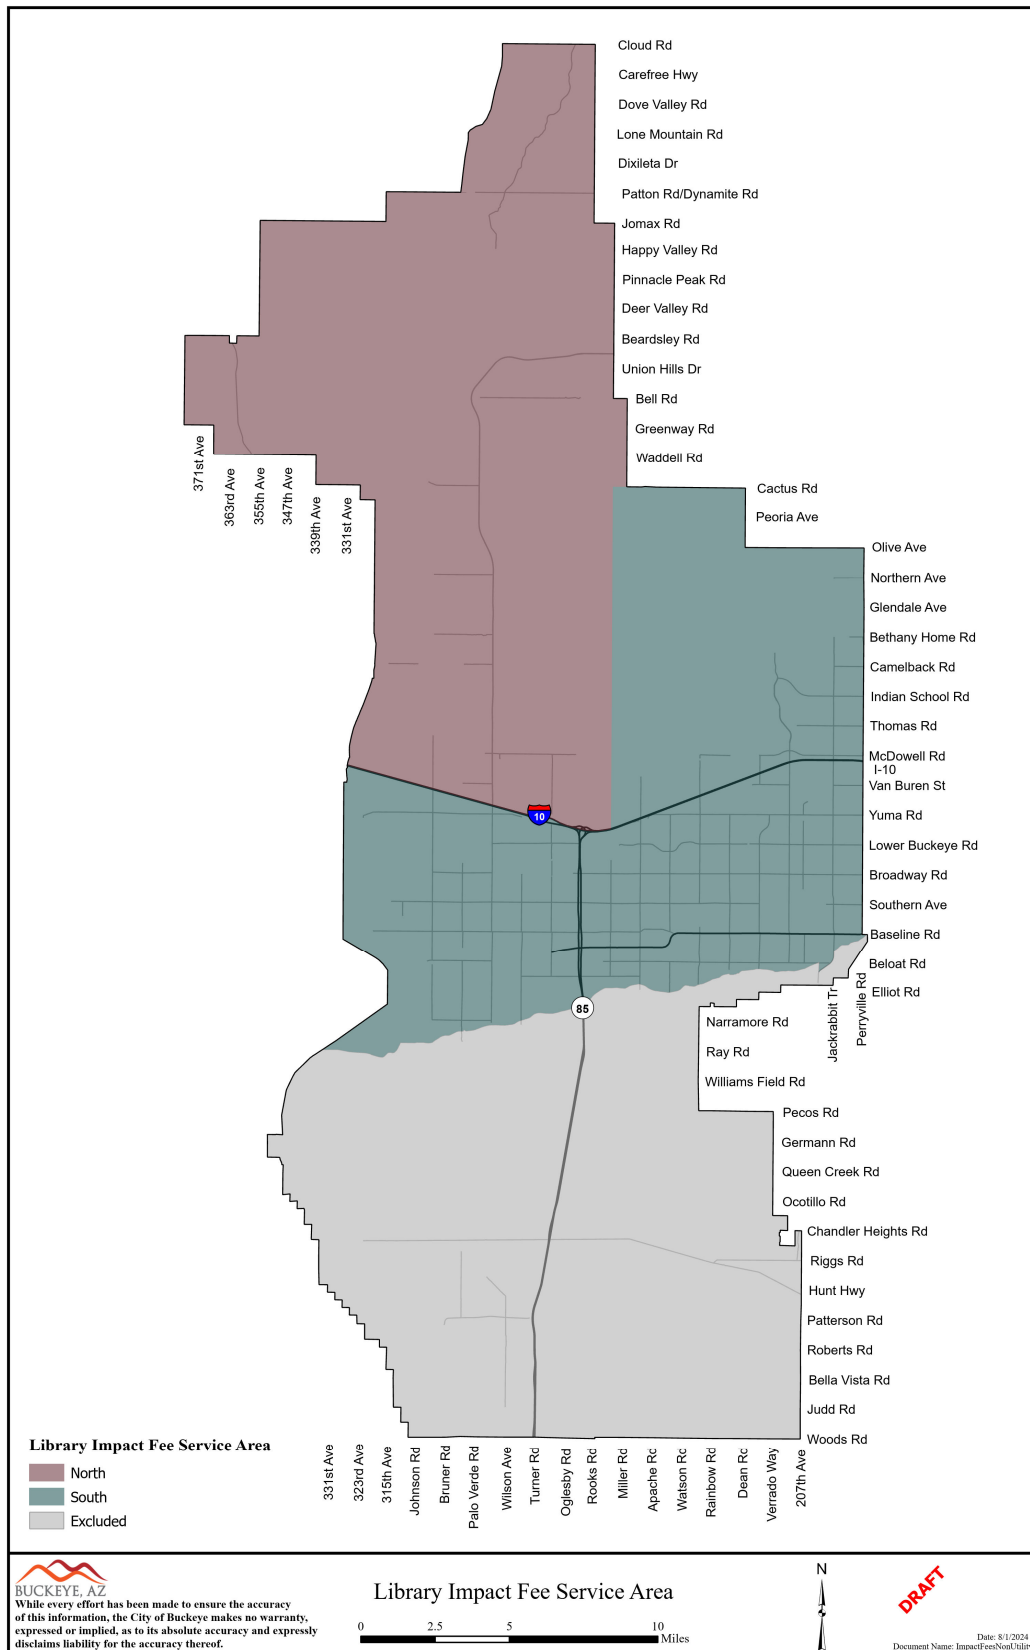 Cloud Rd
Carefree Hwy
Dove Valley Rd
Lone Mountain Rd
Dixileta Dr
Patton Rd/Dynamite Rd
Jomax Rd
Happy Valley Rd
Pinnacle Peak Rd
Deer Valley Rd
Beardsley Rd
Union Hills Dr
Bell Rd
Greenway Rd
Waddell Rd
371st Ave
363rd Ave
355th Ave
347th Ave
339th Ave
331st Ave
Cactus Rd
Peoria Ave
Olive Ave
Northern Ave
Glendale Ave
Bethany Home Rd
Camelback Rd
Indian School Rd
Thomas Rd
McDowell Rd
I-10
Van Buren St
10
Yuma Rd
Lower Buckeye Rd
Broadway Rd
Southern Ave
Baseline Rd
Beloat Rd
Elliot Rd
Jackrabbit Tr
Perryville Rd
85
Narramore Rd
Ray Rd
Williams Field Rd
Pecos Rd
Germann Rd
Queen Creek Rd
Ocotillo Rd
Chandler Heights Rd
Riggs Rd
Hunt Hwy
Patterson Rd
Roberts Rd
Bella Vista Rd
Judd Rd
Woods Rd
331st Ave
323rd Ave
315th Ave
Johnson Rd
Bruner Rd
Palo Verde Rd
Wilson Ave
Turner Rd
Oglesby Rd
Rooks Rd
Miller Rd
Apache Rc
Watson Rc
Rainbow Rd
Dean Rc
Verrado Way
207th Ave
Library Impact Fee Service Area
North
South
Excluded
BUCKEYE, AZ
While every effort has been made to ensure the accuracy
of this information, the City of Buckeye makes no warranty,
expressed or implied, as to its absolute accuracy and expressly
disclaims liability for the accuracy thereof.
Library Impact Fee Service Area
0 2.5 5 10
Miles
N
DRAFT
Date: 8/1/2024
Document Name: ImpactFeesNonUtility